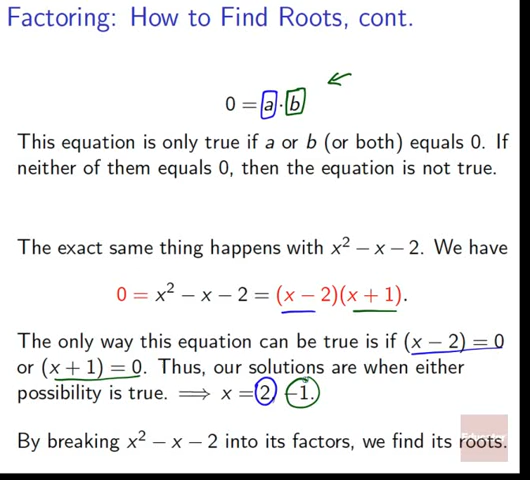 Factoring: How to Find Roots, cont.
0 = a · b
This equation is only true if a or b (or both) equals 0. If
neither of them equals 0, then the equation is not true.
The exact same thing happens with x² − x − 2. We have
0 = x² − x − 2 = (x − 2)(x + 1).
The only way this equation can be true is if (x − 2) = 0
or (x + 1) = 0. Thus, our solutions are when either
possibility is true. ⟹ x = 2, −1.
By breaking x² − x − 2 into its factors, we find its roots.